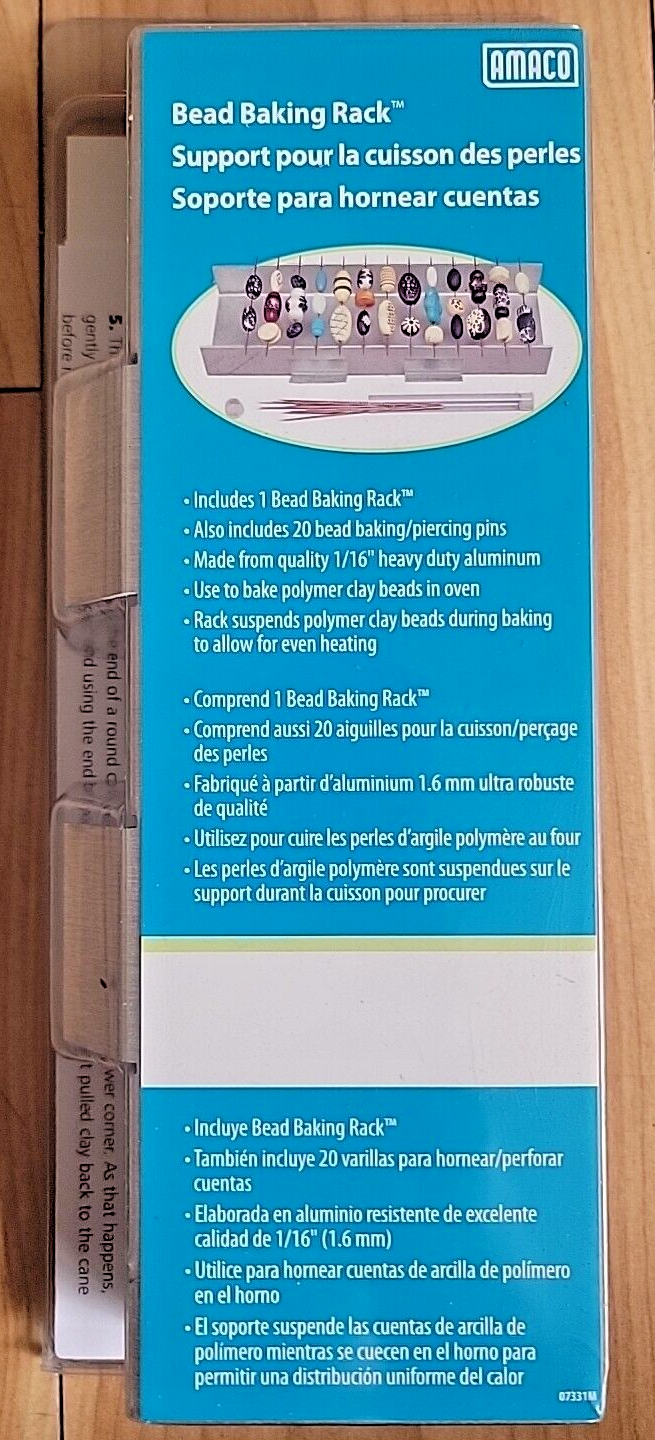 AMACO
Bead Baking Rack™
Support pour la cuisson des perles
Soporte para hornear cuentas
• Includes 1 Bead Baking Rack™
• Also includes 20 bead baking/piercing pins
• Made from quality 1/16" heavy duty aluminum
• Use to bake polymer clay beads in oven
• Rack suspends polymer clay beads during baking
to allow for even heating
• Comprend 1 Bead Baking Rack™
• Comprend aussi 20 aiguilles pour la cuisson/perçage
des perles
• Fabriqué à partir d'aluminium 1.6 mm ultra robuste
de qualité
• Utilisez pour cuire les perles d'argile polymère au four
• Les perles d'argile polymère sont suspendues sur le
support durant la cuisson pour procurer
• Incluye Bead Baking Rack™
• También incluye 20 varillas para hornear/perforar
cuentas
• Elaborada en aluminio resistente de excelente
calidad de 1/16" (1.6 mm)
• Utilice para hornear cuentas de arcilla de polímero
en el horno
• El soporte suspende las cuentas de arcilla de
polímero mientras se cuecen en el horno para
permitir una distribución uniforme del calor
07331M
5. Th
gently
before
end of a round c
d using the end
wer corner. As that happens,
t pulled clay back to the cane